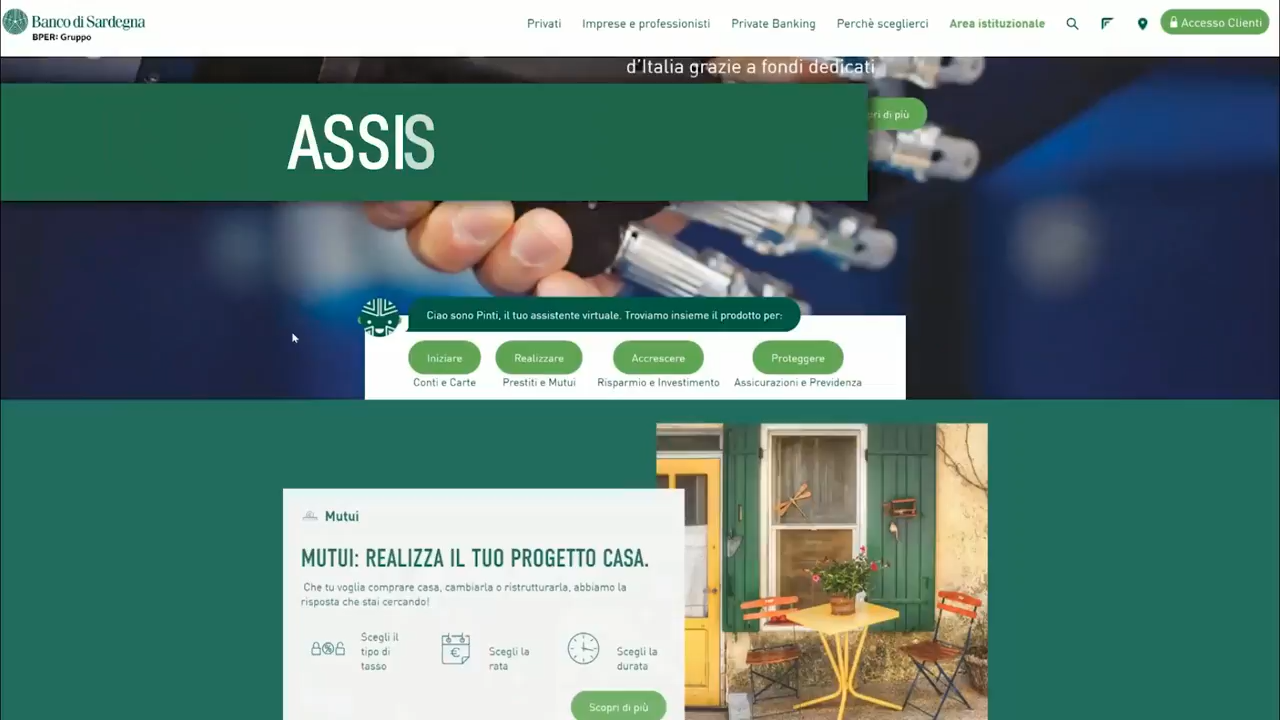 Banco di Sardegna
BPER: Gruppo
Privati
Imprese e professionisti
Private Banking
Perchè sceglierci
Area istituzionale
Accesso Clienti
d'Italia grazie a fondi dedicati
ri di più
ASSIS
Ciao sono Pinti, il tuo assistente virtuale. Troviamo insieme il prodotto per:
Iniziare
Realizzare
Accrescere
Proteggere
Conti e Carte
Prestiti e Mutui
Risparmio e Investimento
Assicurazioni e Previdenza
Mutui
MUTUI: REALIZZA IL TUO PROGETTO CASA.
Che tu voglia comprare casa, cambiarla o ristrutturarla, abbiamo la
risposta che stai cercando!
Scegli il
tipo di
tasso
Scegli la
rata
Scegli la
durata
Scopri di più